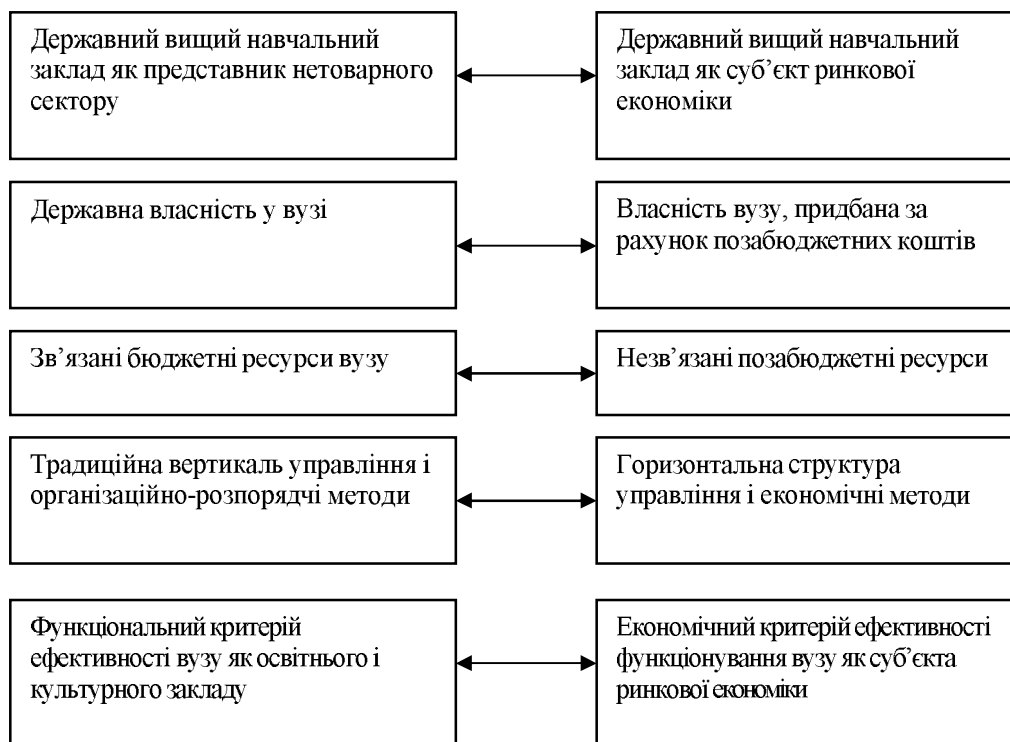 Державний вищий навчальний
заклад як представник нетоварного
сектору
Державний вищий навчальний
заклад як суб’єкт ринкової
економіки
Державна власність у вузі
Власність вузу, придбана за
рахунок позабюджетних коштів
Зв’язані бюджетні ресурси вузу
Незв’язані позабюджетні ресурси
Традиційна вертикаль управління і
організаційно-розпорядчі методи
Горизонтальна структура
управління і економічні методи
Функціональний критерій
ефективності вузу як освітнього і
культурного закладу
Економічний критерій ефективності
функціонування вузу як суб’єкта
ринкової економіки